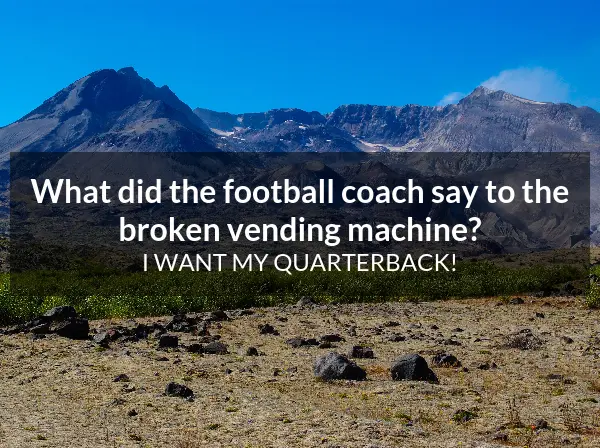 What did the football coach say to the
broken vending machine?
I WANT MY QUARTERBACK!